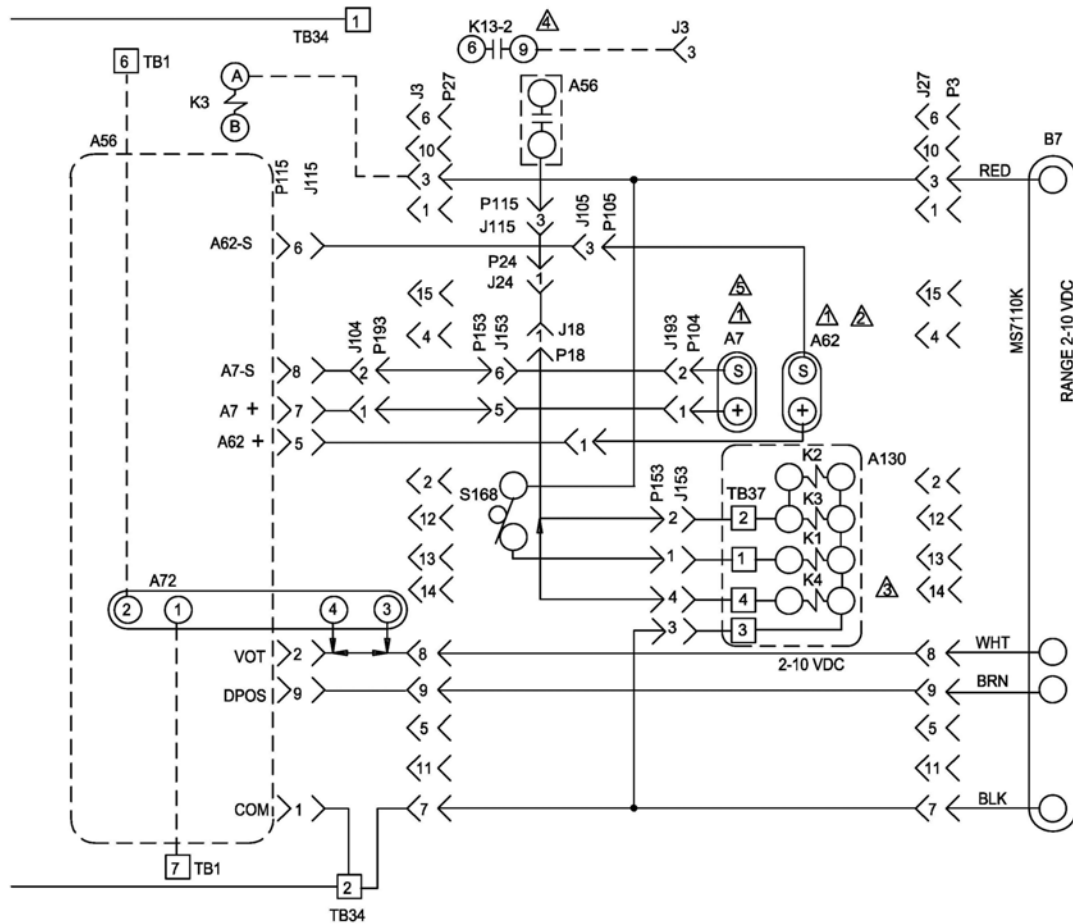 1
TB34
K13-2
4
J3
6
9
3
6
TB1
A
K3
B
J3
P27
A56
J27
P3
6
6
B7
A56
10
10
P115
J115
3
3
RED
1
P115
3
J115
J105
P105
1
A62-S
6
3
P24
1
J24
15
5
15
J104
P193
P153
J153
4
J18
1
P18
J193
P104
1
A7
1
2
A62
4
MS7110K
RANGE 2-10 VDC
A7-S
8
2
6
2
S
S
A7 +
7
1
5
1
+
+
A62 +
5
1
K2
A130
2
S168
P153
J153
TB37
K3
2
12
2
2
12
K1
13
1
1
13
A72
14
K4
3
14
2
1
4
3
4
4
3
3
VOT
2
8
2-10 VDC
8
WHT
DPOS
9
9
9
BRN
5
5
11
11
COM
1
7
7
BLK
7
TB1
2
TB34